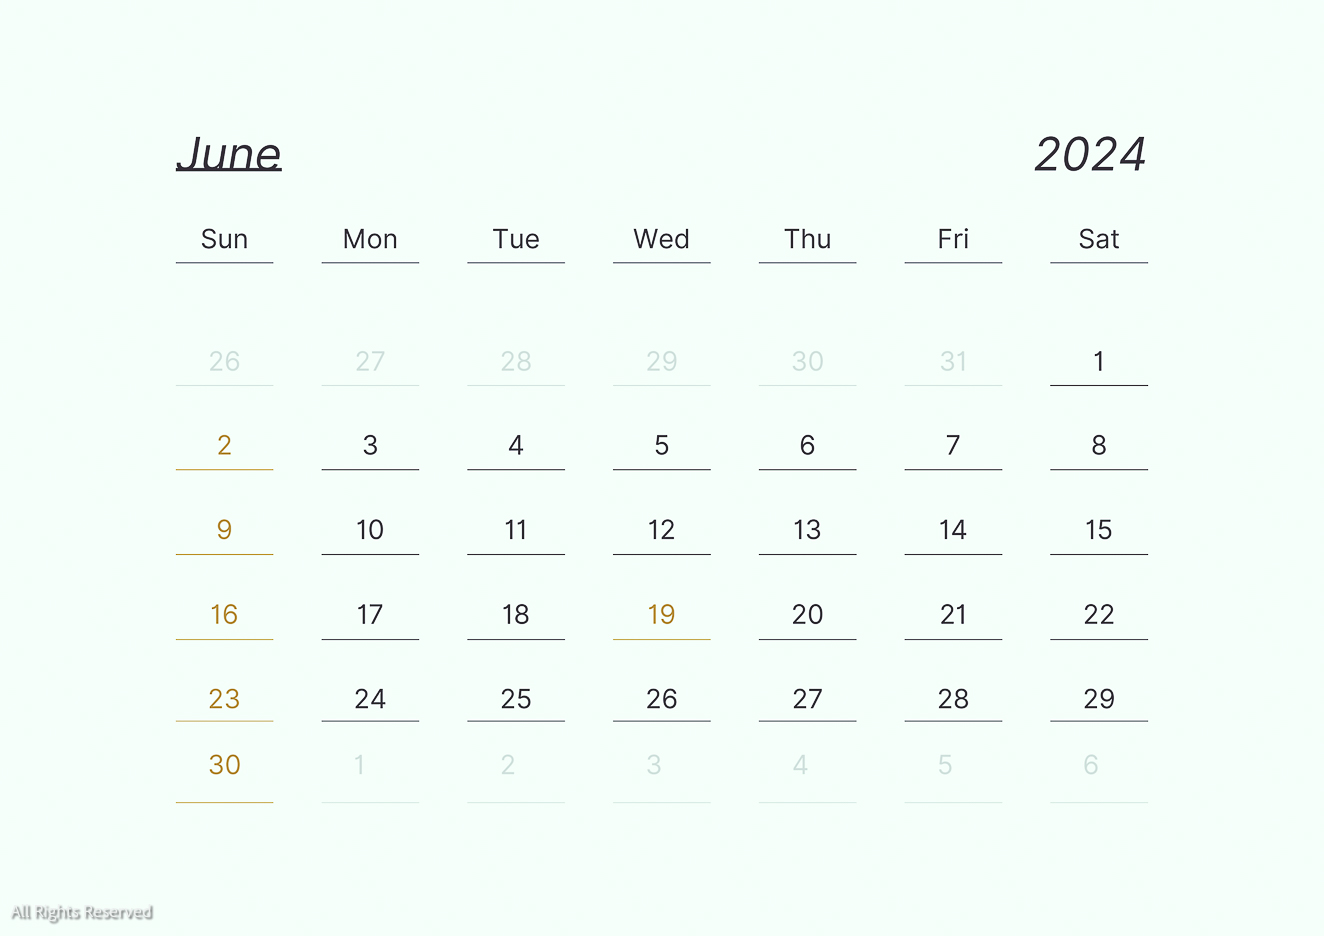 June 2024
Sun Mon Tue Wed Thu Fri Sat
26 27 28 29 30 31 1
2 3 4 5 6 7 8
9 10 11 12 13 14 15
16 17 18 19 20 21 22
23 24 25 26 27 28 29
30 1 2 3 4 5 6
All Rights Reserved